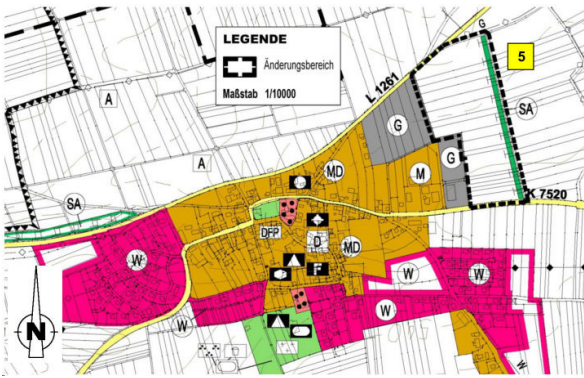 LEGENDE
Änderungsbereich
Maßstab 1/10000
G
5
L 1261
SA
A
G
MD
M
G
A
K 7520
SA
DFP
D
MD
W
F
W
W
W
W
W
N